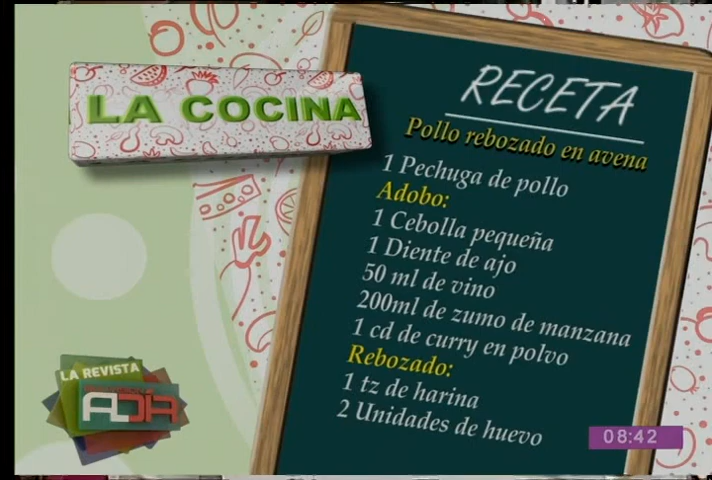 LA COCINA
RECETA
Pollo rebozado en avena
1 Pechuga de pollo
Adobo:
1 Cebolla pequeña
1 Diente de ajo
50 ml de vino
200ml de zumo de manzana
1 cd de curry en polvo
Rebozado:
1 tz de harina
2 Unidades de huevo
LA REVISTA
AL DÍA
08:42